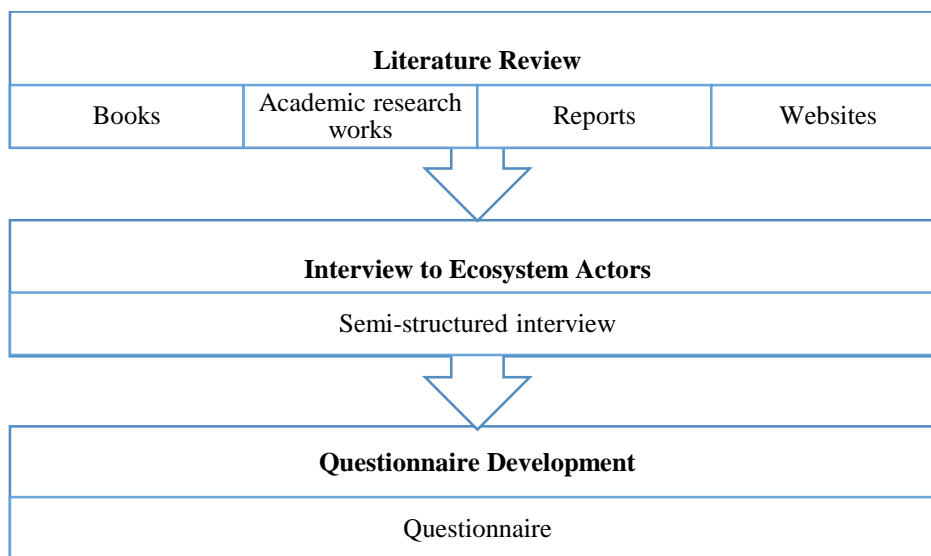 Literature Review
Books
Academic research
works
Reports
Websites
Interview to Ecosystem Actors
Semi-structured interview
Questionnaire Development
Questionnaire